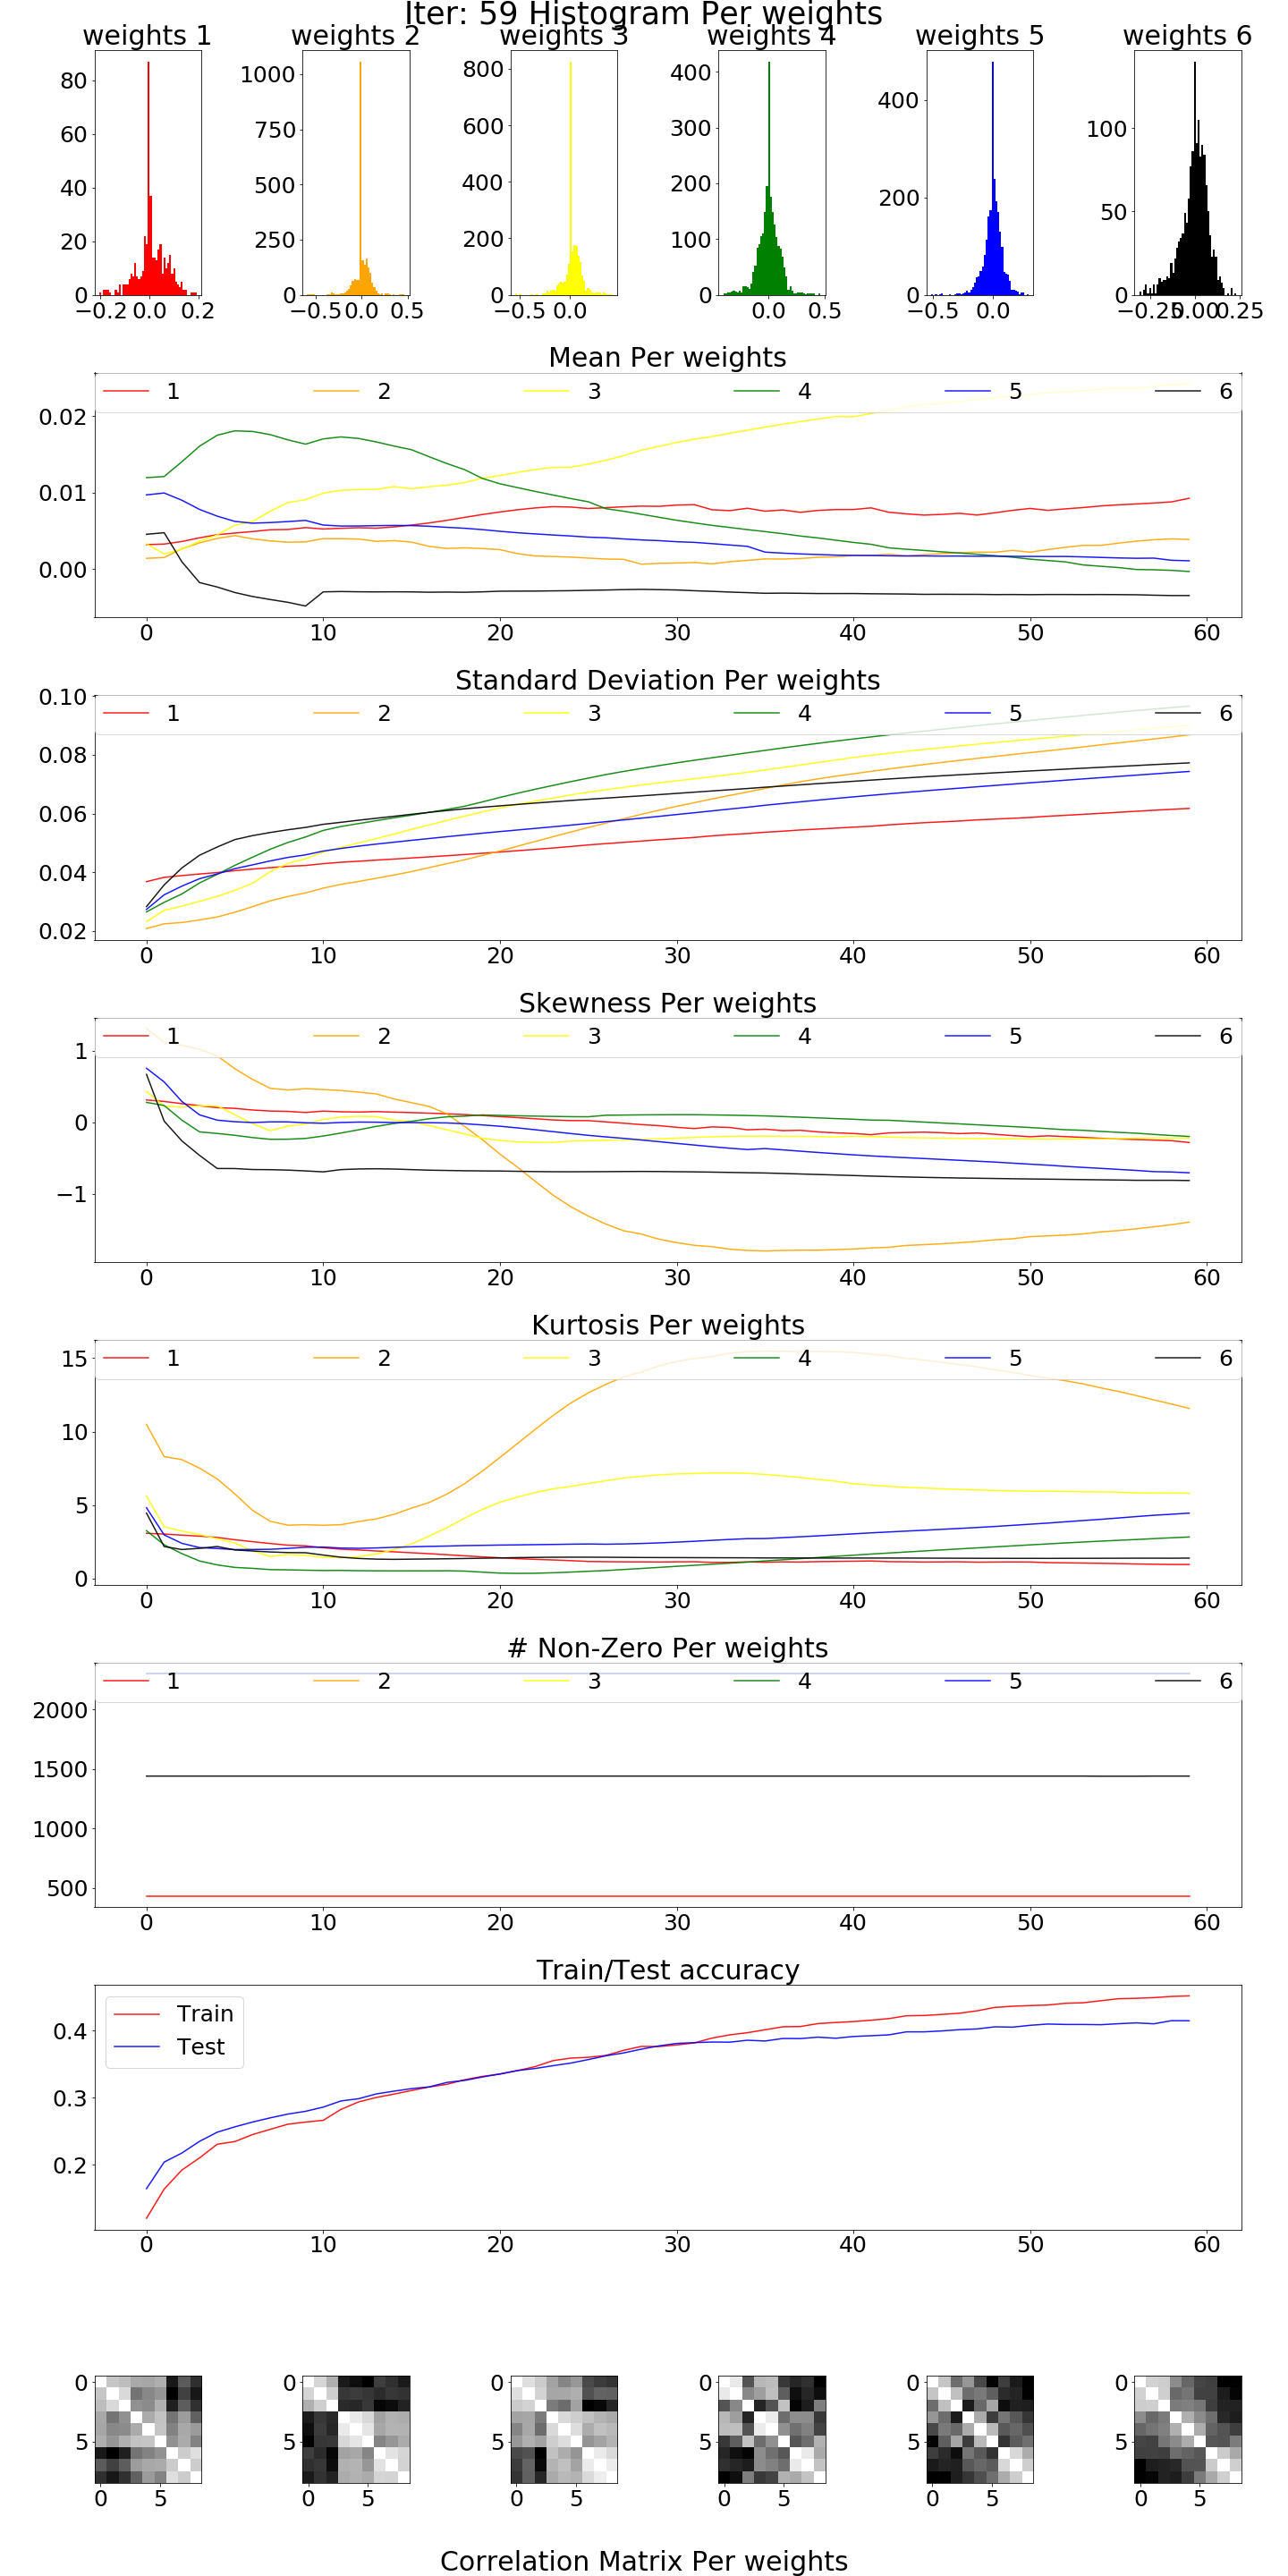 Iter: 59 Histogram Per weights
weights 1 weights 2 weights 3 weights 4 weights 5 weights 6
80 60 40 20 0
1000 750 500 250 0
800 600 400 200 0
400 300 200 100 0
400 200 0
100 50 0
−0.2 0.0 0.2
−0.5 0.0 0.5
−0.5 0.0
0.0 0.5
−0.5 0.0
−0.25 0.00 0.25
Mean Per weights
1 2 3 4 5 6
0.02
0.01
0.00
0 10 20 30 40 50 60
Standard Deviation Per weights
0.10
1 2 3 4 5 6
0.08
0.06
0.04
0.02
0 10 20 30 40 50 60
Skewness Per weights
1 2 3 4 5 6
1
0
−1
0 10 20 30 40 50 60
Kurtosis Per weights
15
1 2 3 4 5 6
10
5
0
0 10 20 30 40 50 60
# Non-Zero Per weights
1 2 3 4 5 6
2000
1500
1000
500
0 10 20 30 40 50 60
Train/Test accuracy
Train
Test
0.4
0.3
0.2
0 10 20 30 40 50 60
0 0 0 0 0 0
5 5 5 5 5 5
0 5 0 5 0 5 0 5 0 5 0 5
Correlation Matrix Per weights